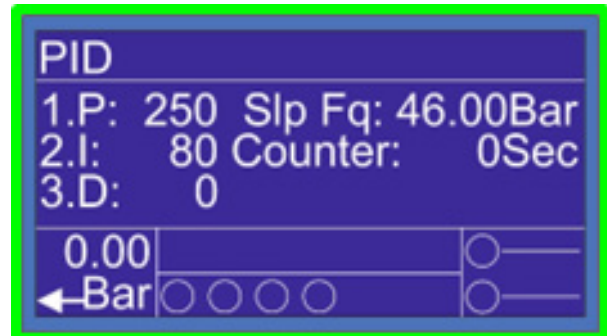 PID
1.P: 250 Slp Fq: 46.00Bar
2.I: 80 Counter: 0Sec
3.D: 0
0.00
Bar